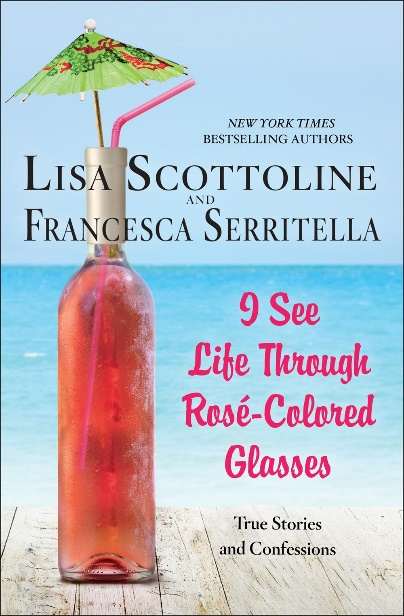 NEW YORK TIMES
BESTSELLING AUTHORS
LISA SCOTTOLINE
AND
FRANCESCA SERRITELLA
I See
Life Through
Rosé-Colored
Glasses
True Stories
and Confessions